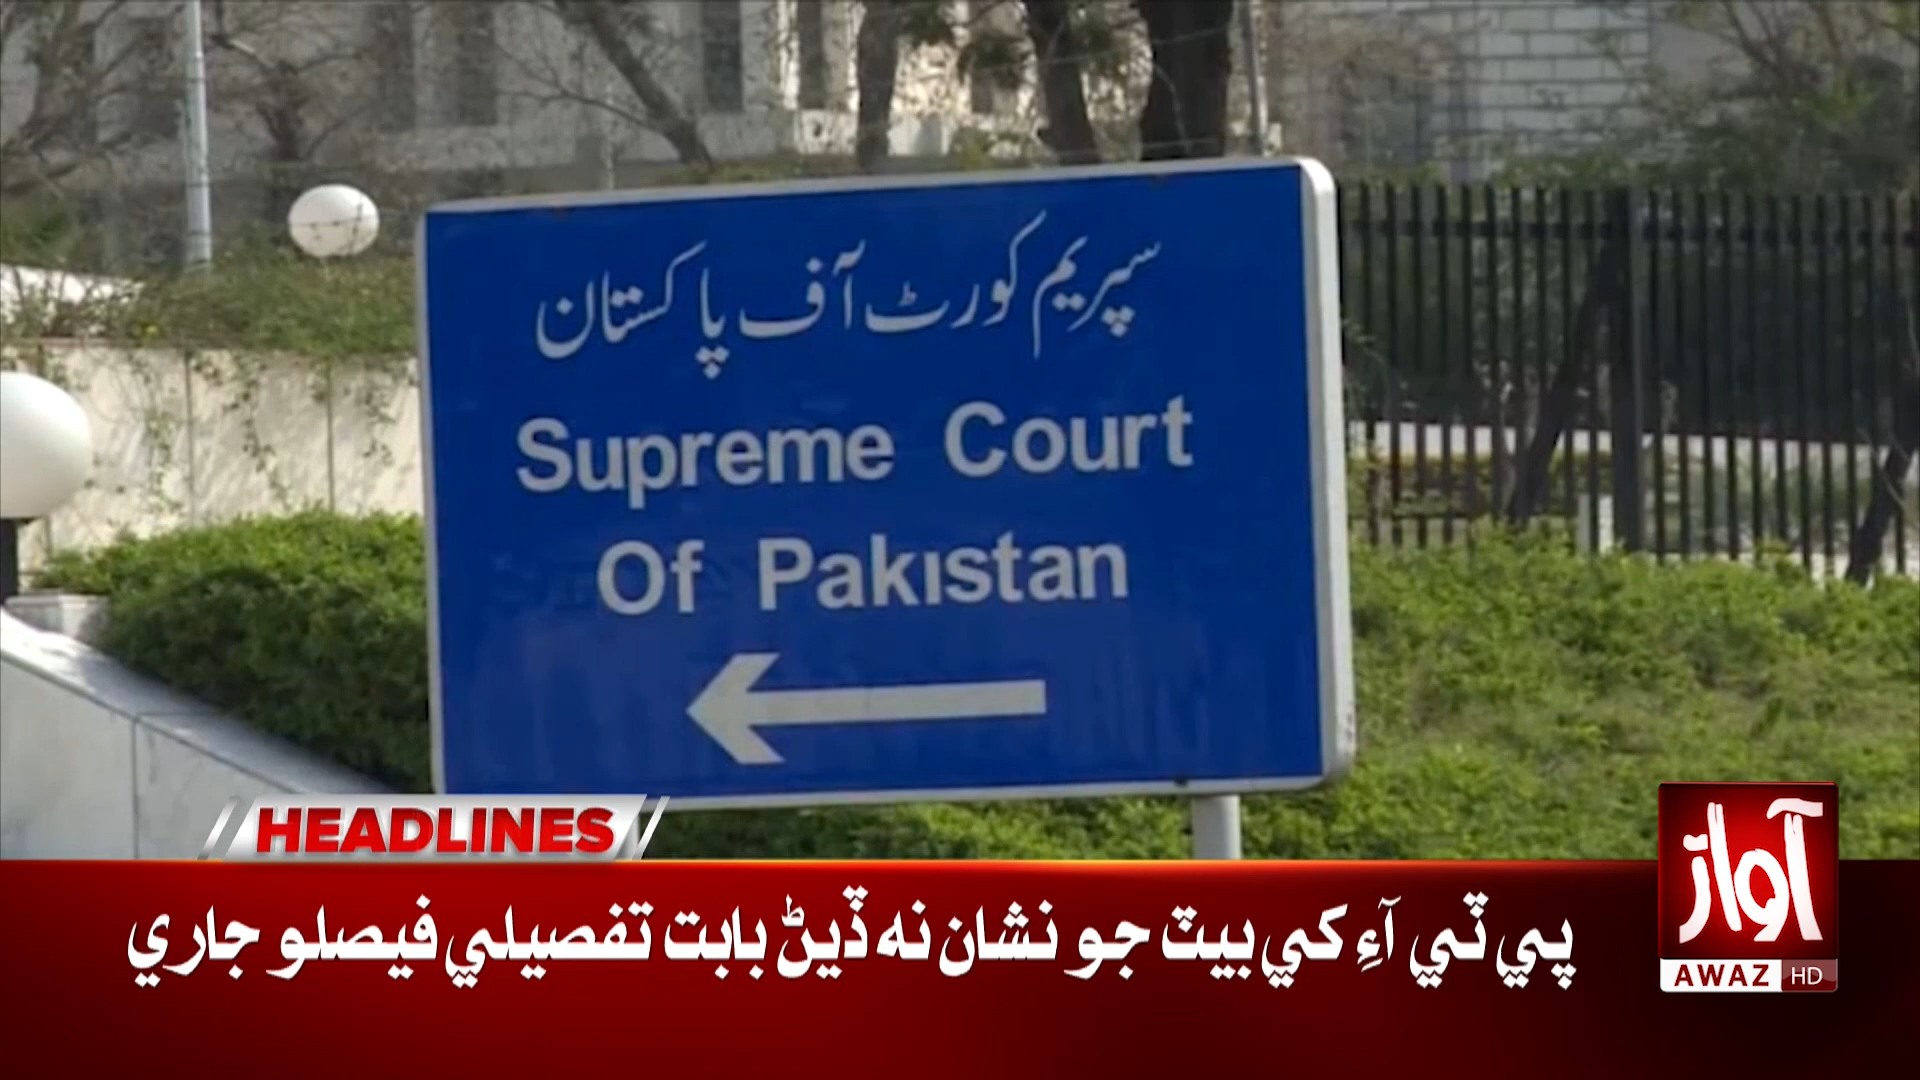 سپریم کورٹ آف پاکستان
Supreme Court
Of Pakistan
HEADLINES
پي ٽي آءِ کي بيٽ جو نشان نه ڏيڻ بابت تفصيلي فيصلو جاري
آواز
AWAZ HD